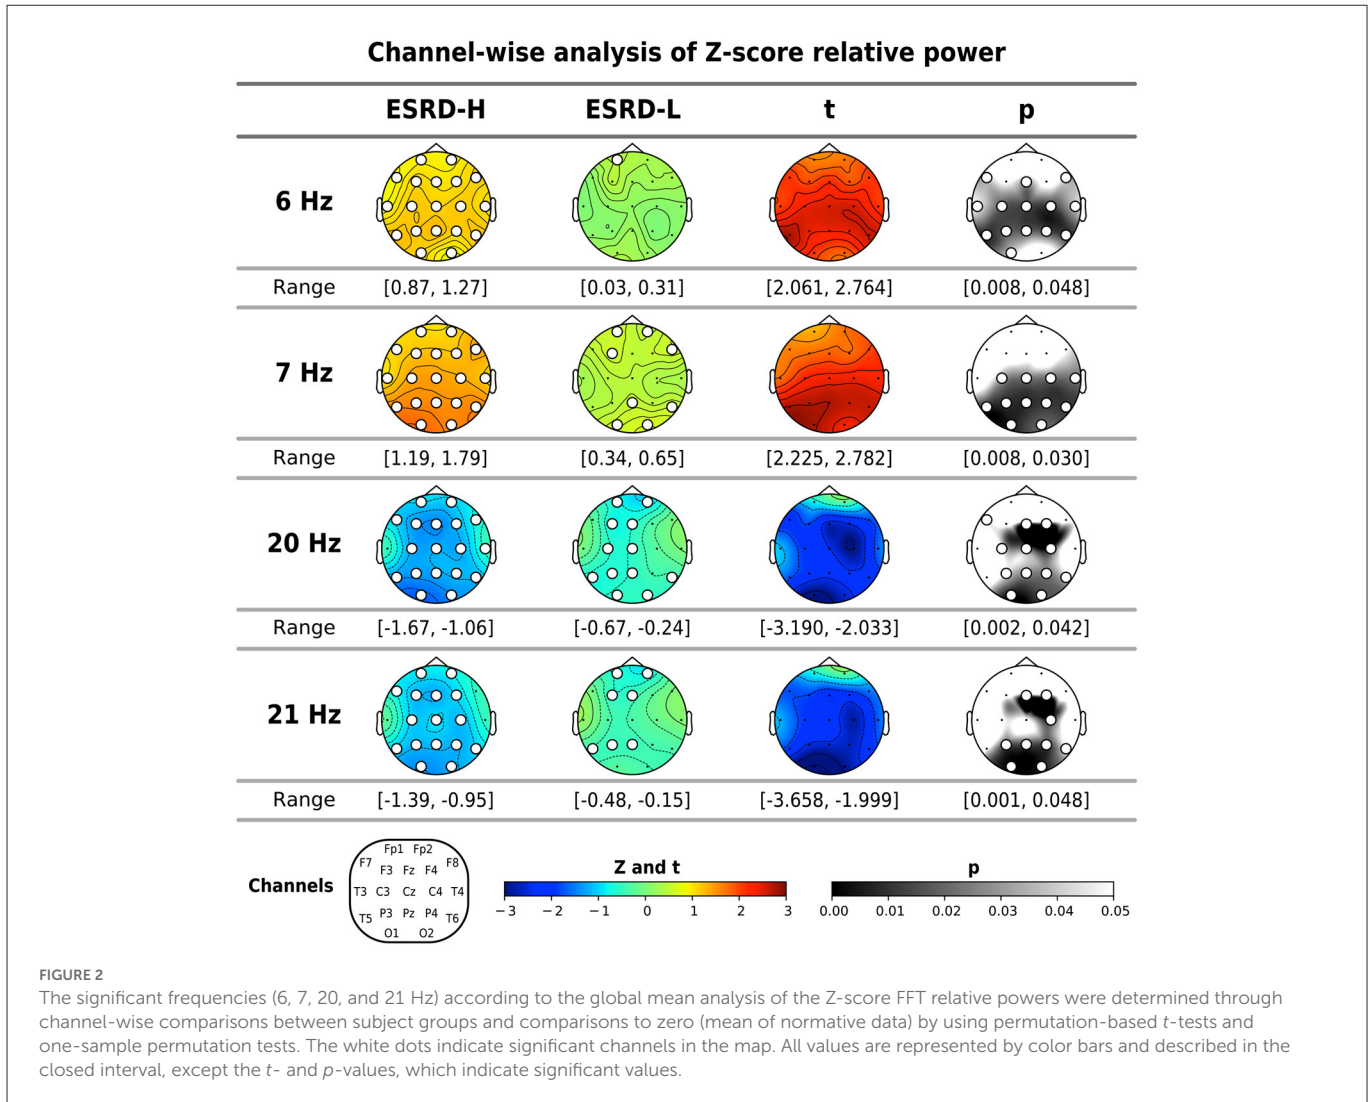 Channel-wise analysis of Z-score relative power
ESRD-H ESRD-L t p
6 Hz
Range [0.87, 1.27] [0.03, 0.31] [2.061, 2.764] [0.008, 0.048]
7 Hz
Range [1.19, 1.79] [0.34, 0.65] [2.225, 2.782] [0.008, 0.030]
20 Hz
Range [-1.67, -1.06] [-0.67, -0.24] [-3.190, -2.033] [0.002, 0.042]
21 Hz
Range [-1.39, -0.95] [-0.48, -0.15] [-3.658, -1.999] [0.001, 0.048]
Channels
Fp1 Fp2
F7 F3 Fz F4 F8
T3 C3 Cz C4 T4
T5 P3 Pz P4 T6
O1 O2
Z and t
−3 −2 −1 0 1 2 3
p
0.00 0.01 0.02 0.03 0.04 0.05
FIGURE 2
The significant frequencies (6, 7, 20, and 21 Hz) according to the global mean analysis of the Z-score FFT relative powers were determined through
channel-wise comparisons between subject groups and comparisons to zero (mean of normative data) by using permutation-based t-tests and
one-sample permutation tests. The white dots indicate significant channels in the map. All values are represented by color bars and described in the
closed interval, except the t- and p-values, which indicate significant values.